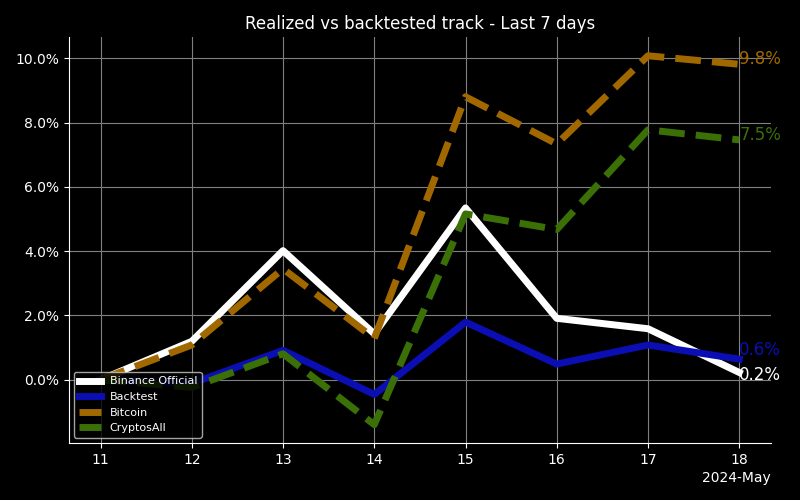 Realized vs backtested track - Last 7 days
10.0%
8.0%
6.0%
4.0%
2.0%
0.0%
9.8%
7.5%
0.6%
0.2%
Binance Official
Backtest
Bitcoin
CryptosAll
11 12 13 14 15 16 17 18
2024-May